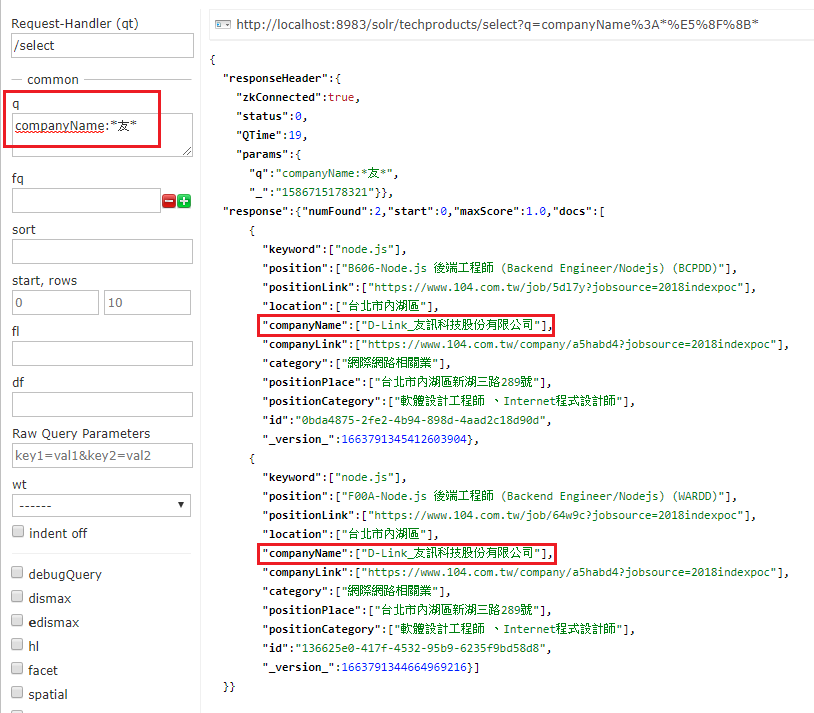 Request-Handler (qt)
/select
common
q
companyName:*友*
fq
sort
start, rows
0
10
fl
df
Raw Query Parameters
key1=val1&key2=val2
wt
------
indent off
debugQuery
dismax
edismax
hl
facet
spatial
http://localhost:8983/solr/techproducts/select?q=companyName%3A*%E5%8F%8B*
{
"responseHeader":{
"zkConnected":true,
"status":0,
"QTime":19,
"params":{
"q":"companyName:*友*",
"_":"1586715178321"}},
"response":{"numFound":2,"start":0,"maxScore":1.0,"docs":[
{
"keyword":["node.js"],
"position":["B606-Node.js 後端工程師 (Backend Engineer/Nodejs) (BCPDD)"],
"positionLink":["https://www.104.com.tw/job/5dl7y?jobsource=2018indexpoc"],
"location":["台北市內湖區"],
"companyName":["D-Link_友訊科技股份有限公司"],
"companyLink":["https://www.104.com.tw/company/a5habd4?jobsource=2018indexpoc"],
"category":["網際網路相關業"],
"positionPlace":["台北市內湖區新湖三路289號"],
"positionCategory":["軟體設計工程師 、Internet程式設計師"],
"id":"0bda4875-2fe2-4b94-898d-4aad2c18d90d",
"_version_":1663791345412603904},
{
"keyword":["node.js"],
"position":["F00A-Node.js 後端工程師 (Backend Engineer/Nodejs) (WARDD)"],
"positionLink":["https://www.104.com.tw/job/64w9c?jobsource=2018indexpoc"],
"location":["台北市內湖區"],
"companyName":["D-Link_友訊科技股份有限公司"],
"companyLink":["https://www.104.com.tw/company/a5habd4?jobsource=2018indexpoc"],
"category":["網際網路相關業"],
"positionPlace":["台北市內湖區新湖三路289號"],
"positionCategory":["軟體設計工程師 、Internet程式設計師"],
"id":"136625e0-417f-4532-95b9-6235f9bd58d8",
"_version_":1663791344664969216}]
}}